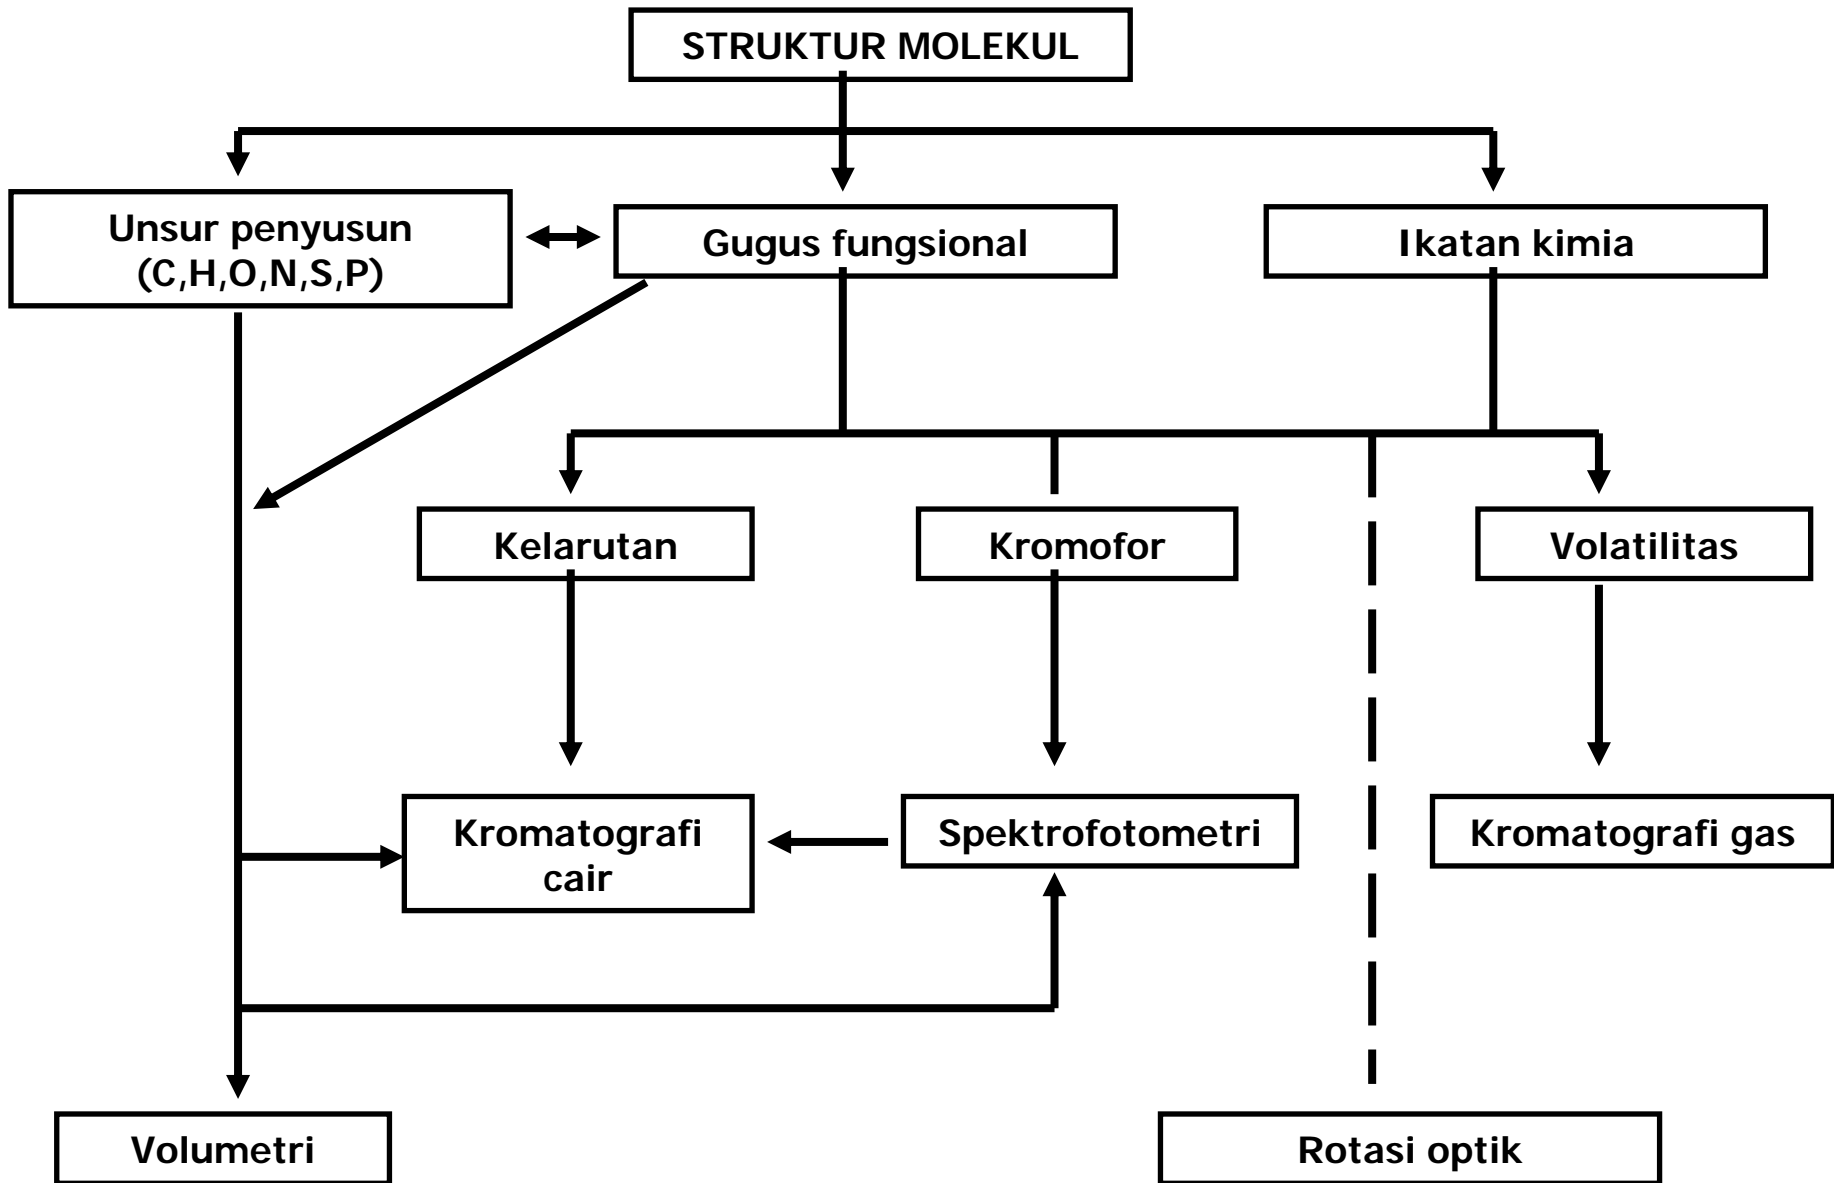 STRUKTUR MOLEKUL
Unsur penyusun
(C,H,O,N,S,P)
Gugus fungsional
Ikatan kimia
Kelarutan
Kromofor
Volatilitas
Kromatografi
cair
Spektrofotometri
Kromatografi gas
Volumetri
Rotasi optik